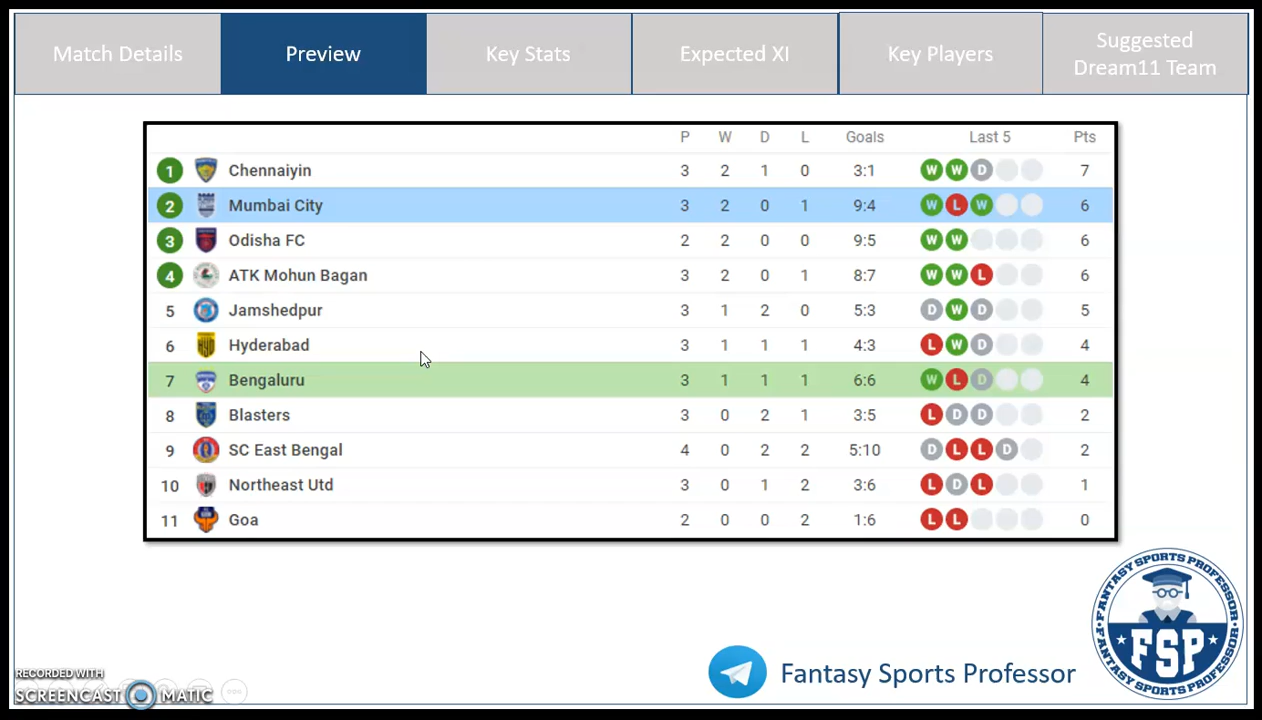 Match Details Preview Key Stats Expected XI Key Players Suggested
Dream11 Team
P W D L Goals Last 5 Pts
1 Chennaiyin 3 2 1 0 3:1 W W D 7
2 Mumbai City 3 2 0 1 9:4 W L W 6
3 Odisha FC 2 2 0 0 9:5 W W 6
4 ATK Mohun Bagan 3 2 0 1 8:7 W W L 6
5 Jamshedpur 3 1 2 0 5:3 D W D 5
6 Hyderabad 3 1 1 1 4:3 L W D 4
7 Bengaluru 3 1 1 1 6:6 W L D 4
8 Blasters 3 0 2 1 3:5 L D D 2
9 SC East Bengal 4 0 2 2 5:10 D L L D 2
10 Northeast Utd 3 0 1 2 3:6 L D L 1
11 Goa 2 0 0 2 1:6 L L 0
FANTASY SPORTS PROFESSOR
FSP
FANTASY SPORTS PROFESSOR
Fantasy Sports Professor
RECORDED WITH
SCREENCAST MATIC